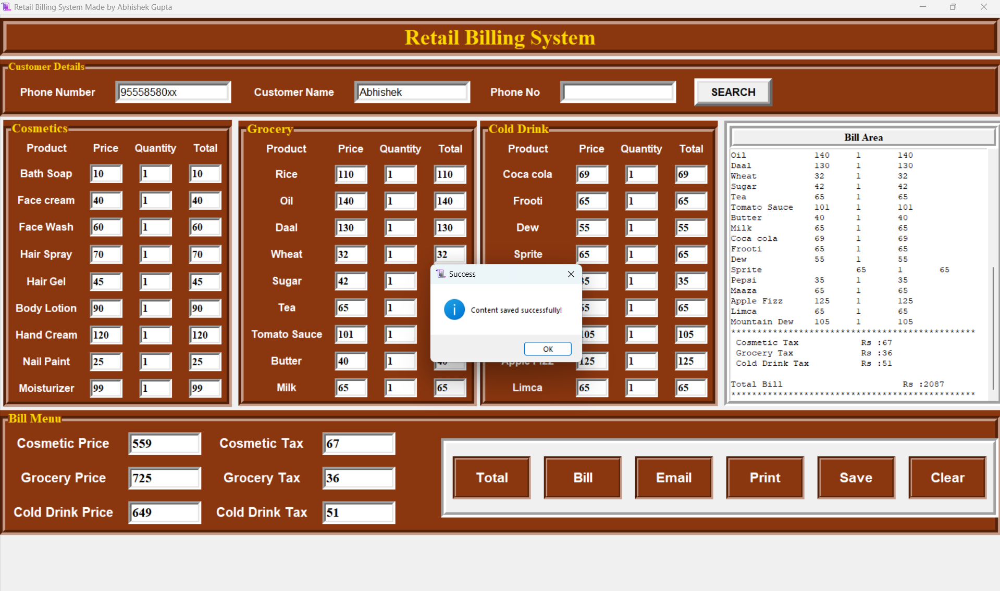 Retail Billing System Made by Abhishek Gupta
Retail Billing System
Customer Details
Phone Number 95558580xx Customer Name Abhishek Phone No SEARCH
Cosmetics
Product Price Quantity Total
Bath Soap 10 1 10
Face cream 40 1 40
Face Wash 60 1 60
Hair Spray 70 1 70
Hair Gel 45 1 45
Body Lotion 90 1 90
Hand Cream 120 1 120
Nail Paint 25 1 25
Moisturizer 99 1 99
Grocery
Product Price Quantity Total
Rice 110 1 110
Oil 140 1 140
Daal 130 1 130
Wheat 32 1 32
Sugar 42 1
Tea 65 1
Tomato Sauce 101 1
Butter 40 1 40
Milk 65 1 65
Cold Drink
Product Price Quantity Total
Coca cola 69 1 69
Frooti 65 1 65
Dew 55 1 55
Sprite 65 1 65
35 1 35
65 1 65
105 1 105
Apple Fizz 125 1 125
Limca 65 1 65
Success
Content saved successfully!
OK
Bill Area
Oil 140 1 140
Daal 130 1 130
Wheat 32 1 32
Sugar 42 1 42
Tea 65 1 65
Tomato Sauce 101 1 101
Butter 40 1 40
Milk 65 1 65
Coca cola 69 1 69
Frooti 65 1 65
Dew 55 1 55
Sprite 65 1 65
Pepsi 35 1 35
Maaza 65 1 65
Apple Fizz 125 1 125
Limca 65 1 65
Mountain Dew 105 1 105
***********************************************
Cosmetic Tax Rs :67
Grocery Tax Rs :36
Cold Drink Tax Rs :51
Total Bill Rs :2087
***********************************************
Bill Menu
Cosmetic Price 559 Cosmetic Tax 67
Grocery Price 725 Grocery Tax 36
Cold Drink Price 649 Cold Drink Tax 51
Total Bill Email Print Save Clear